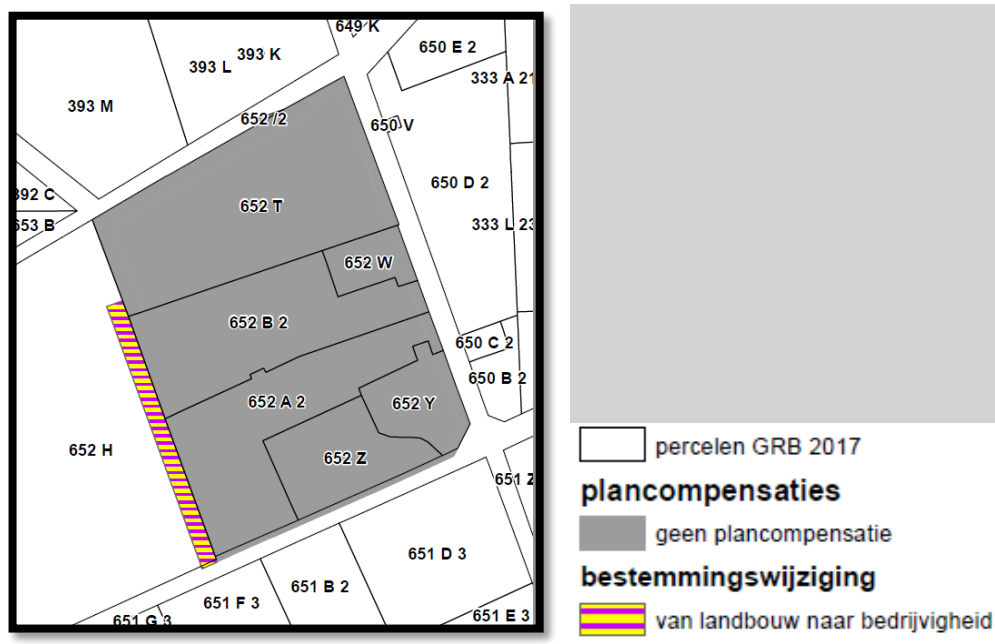 649 K
650 E 2
393 K
393 L
333 A 21
393 M
652 /2
650 V
392 C
650 D 2
652 T
653 B
333 L 23
652 W
652 B 2
650 C 2
650 B 2
652 A 2
652 Y
652 H
652 Z
651 Z
651 D 3
651 B 2
651 F 3
651 G 3
651 E 3
percelen GRB 2017
plancompensaties
geen plancompensatie
bestemmingswijziging
van landbouw naar bedrijvigheid